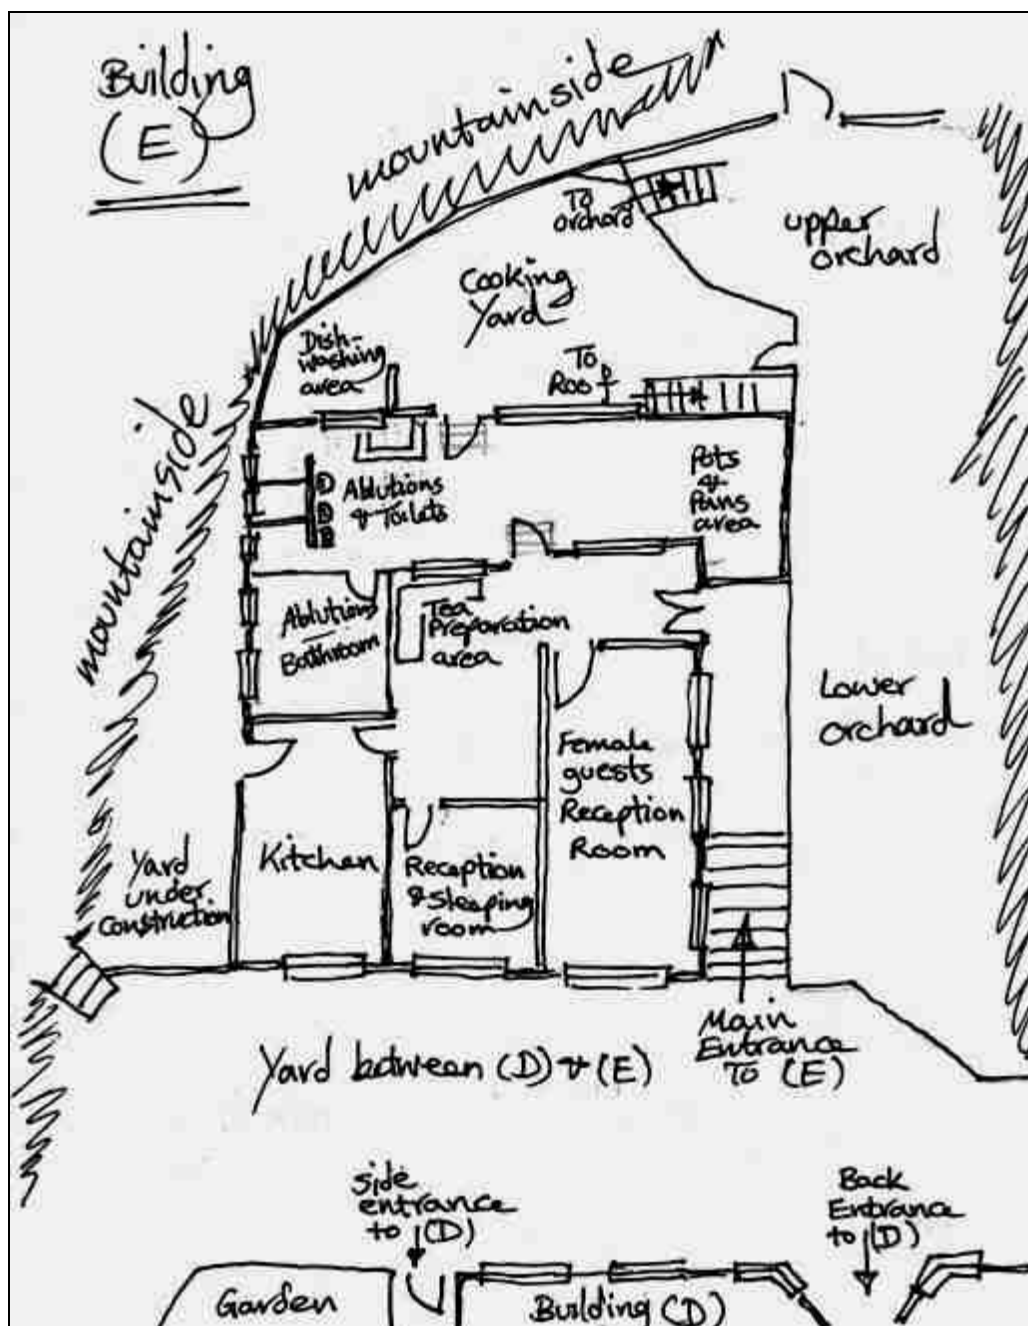 Building
(E)
mountainside
To
orchard
upper
orchard
Cooking
Yard
Dish-
washing
area
To
Roof
mountainside
Ablutions
& Toilets
Pots
&
Pans
area
Ablutions
-
Bathroom
Tea
Preparation
area
Lower
orchard
Female
guests
Reception
Room
Yard
under
Construction
Kitchen
Reception
& Sleeping
room
Main
Entrance
To (E)
Yard between (D) & (E)
side
entrance
to (D)
Back
Entrance
to (D)
Garden
Building (D)